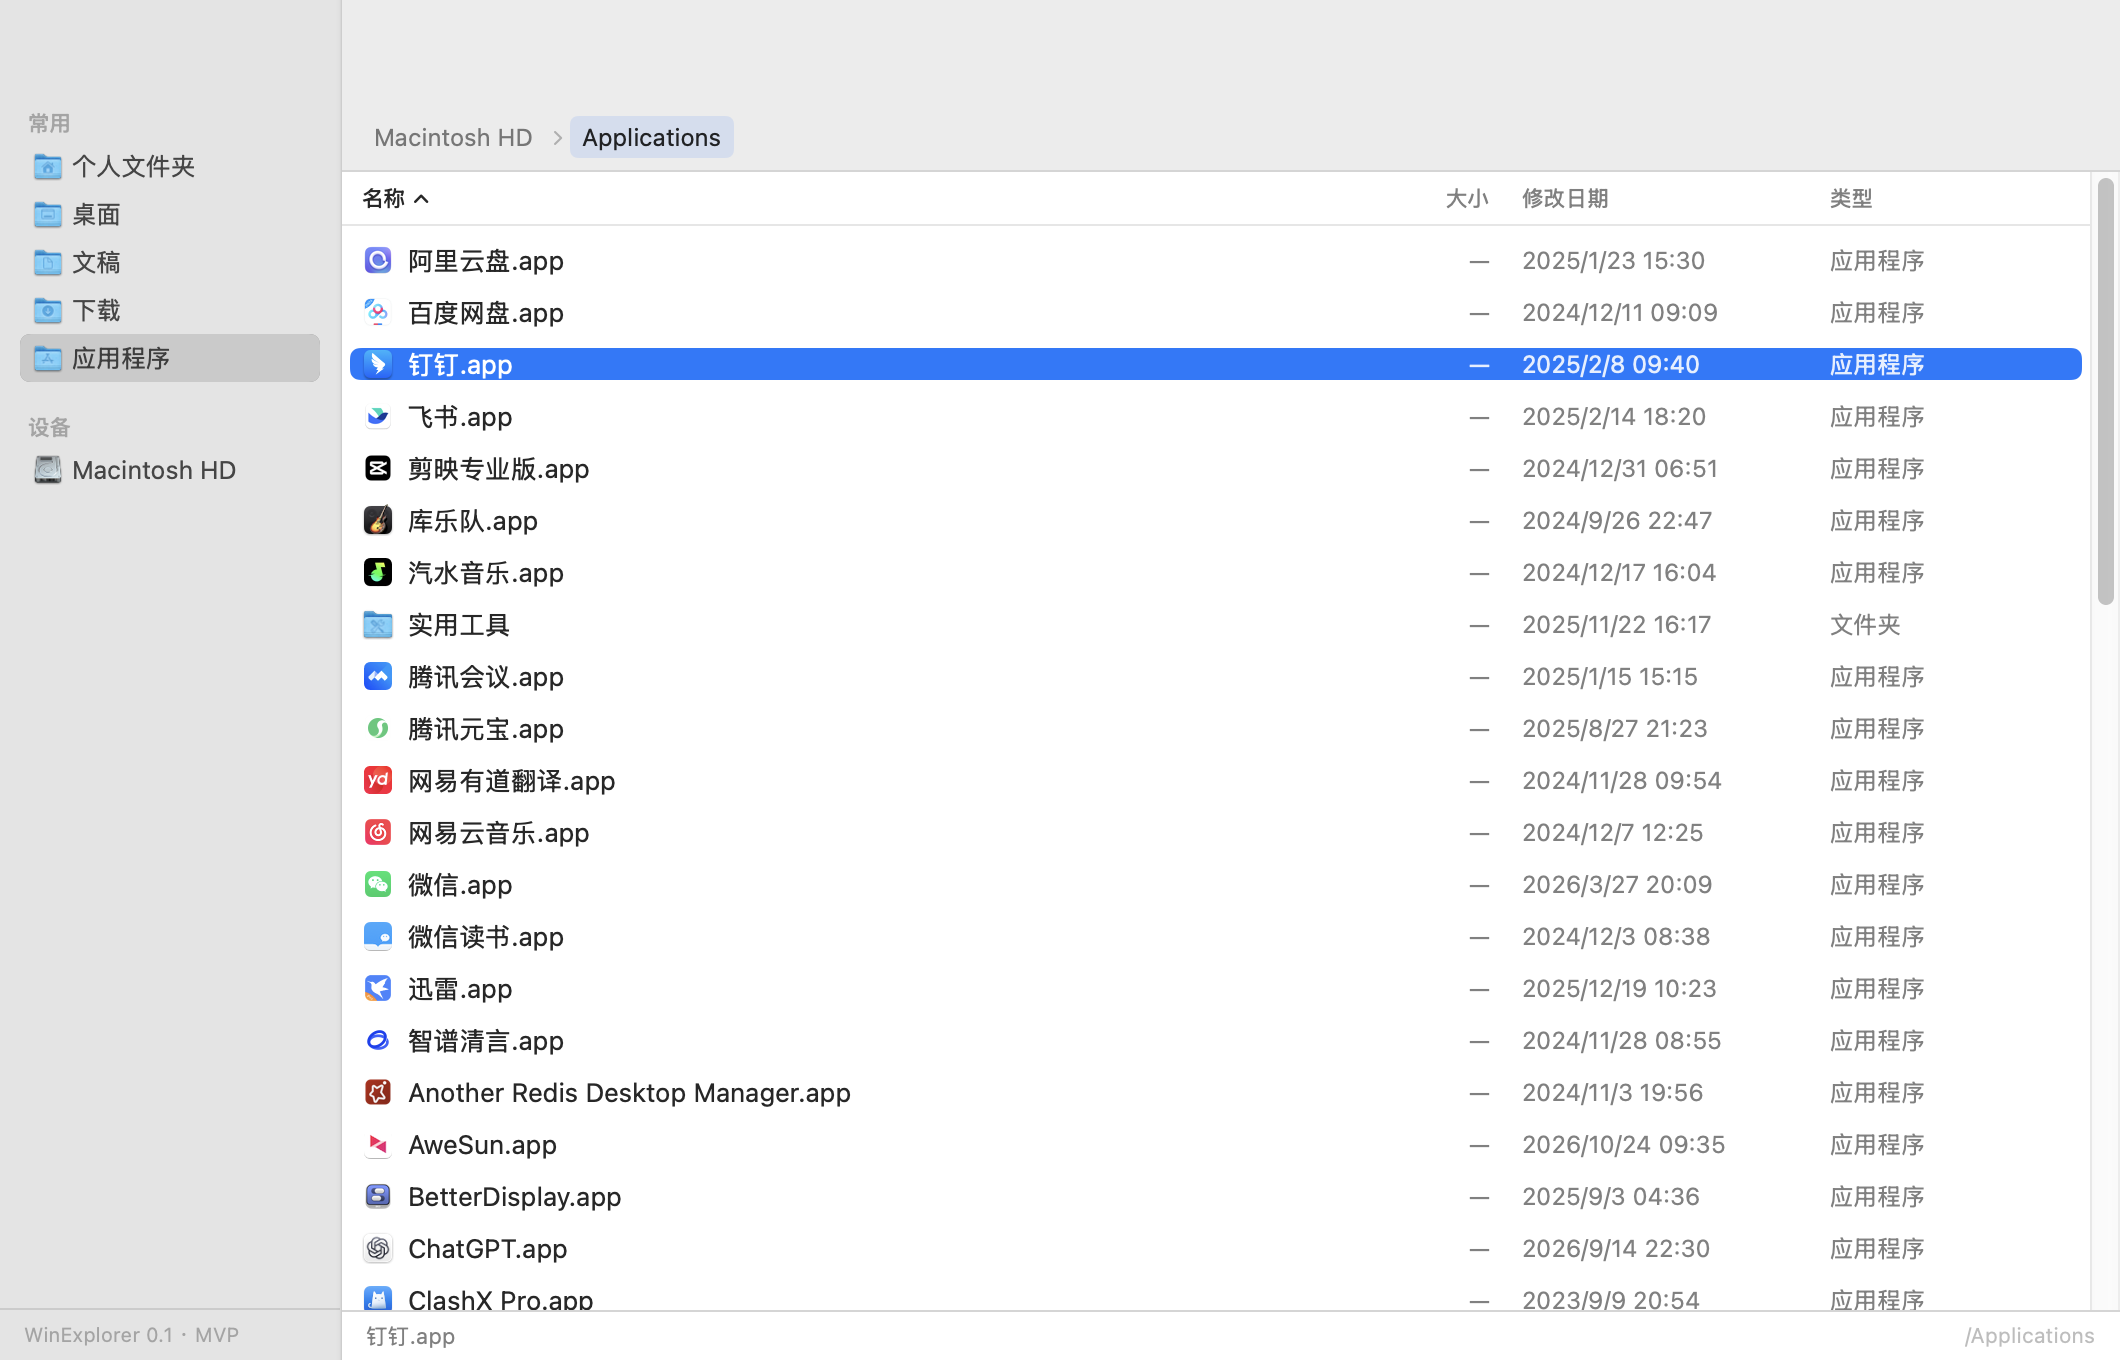 常用
个人文件夹
桌面
文稿
下载
应用程序
设备
Macintosh HD
WinExplorer 0.1 · MVP
Macintosh HD > Applications
名称 大小 修改日期 类型
阿里云盘.app — 2025/1/23 15:30 应用程序
百度网盘.app — 2024/12/11 09:09 应用程序
钉钉.app — 2025/2/8 09:40 应用程序
飞书.app — 2025/2/14 18:20 应用程序
剪映专业版.app — 2024/12/31 06:51 应用程序
库乐队.app — 2024/9/26 22:47 应用程序
汽水音乐.app — 2024/12/17 16:04 应用程序
实用工具 — 2025/11/22 16:17 文件夹
腾讯会议.app — 2025/1/15 15:15 应用程序
腾讯元宝.app — 2025/8/27 21:23 应用程序
网易有道翻译.app — 2024/11/28 09:54 应用程序
网易云音乐.app — 2024/12/7 12:25 应用程序
微信.app — 2026/3/27 20:09 应用程序
微信读书.app — 2024/12/3 08:38 应用程序
迅雷.app — 2025/12/19 10:23 应用程序
智谱清言.app — 2024/11/28 08:55 应用程序
Another Redis Desktop Manager.app — 2024/11/3 19:56 应用程序
AweSun.app — 2026/10/24 09:35 应用程序
BetterDisplay.app — 2025/9/3 04:36 应用程序
ChatGPT.app — 2026/9/14 22:30 应用程序
ClashX Pro.app — 2023/9/9 20:54 应用程序
钉钉.app /Applications